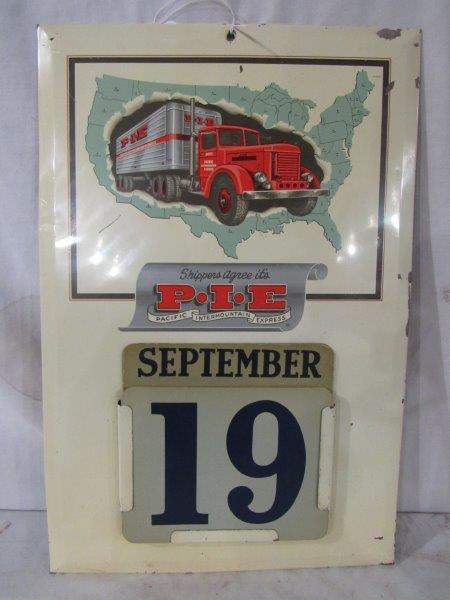 P·I·E
P·I·E
Shippers agree it's
P·I·E
PACIFIC INTERMOUNTAIN EXPRESS
SEPTEMBER
19